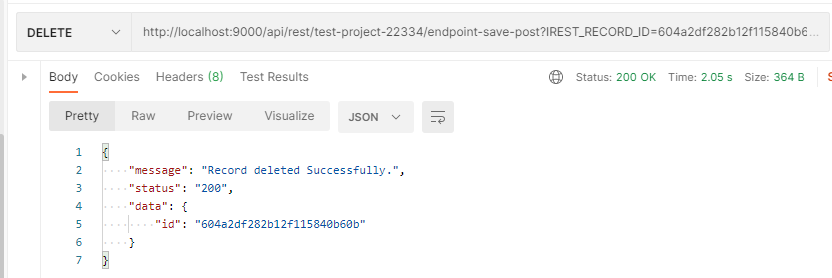 DELETE http://localhost:9000/api/rest/test-project-22334/endpoint-save-post?IREST_RECORD_ID=604a2df282b12f115840b6...
Body Cookies Headers (8) Test Results Status: 200 OK Time: 2.05 s Size: 364 B
Pretty Raw Preview Visualize JSON
1 {
2 "message": "Record deleted Successfully.",
3 "status": "200",
4 "data": {
5 "id": "604a2df282b12f115840b60b"
6 }
7 }